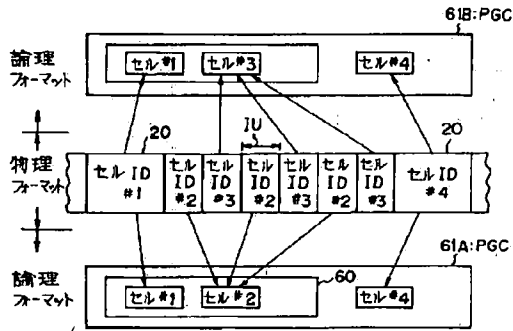 61B:PGC
論理
フォーマット
セル#1 セル#3 セル#4
20 IU 20
物理
フォーマット
セル ID #1
セル ID #2
セル ID #3
セル ID #2
セル ID #3
セル ID #2
セル ID #3
セル ID #4
61A:PGC
論理
フォーマット
60
セル#1 セル#2 セル#4